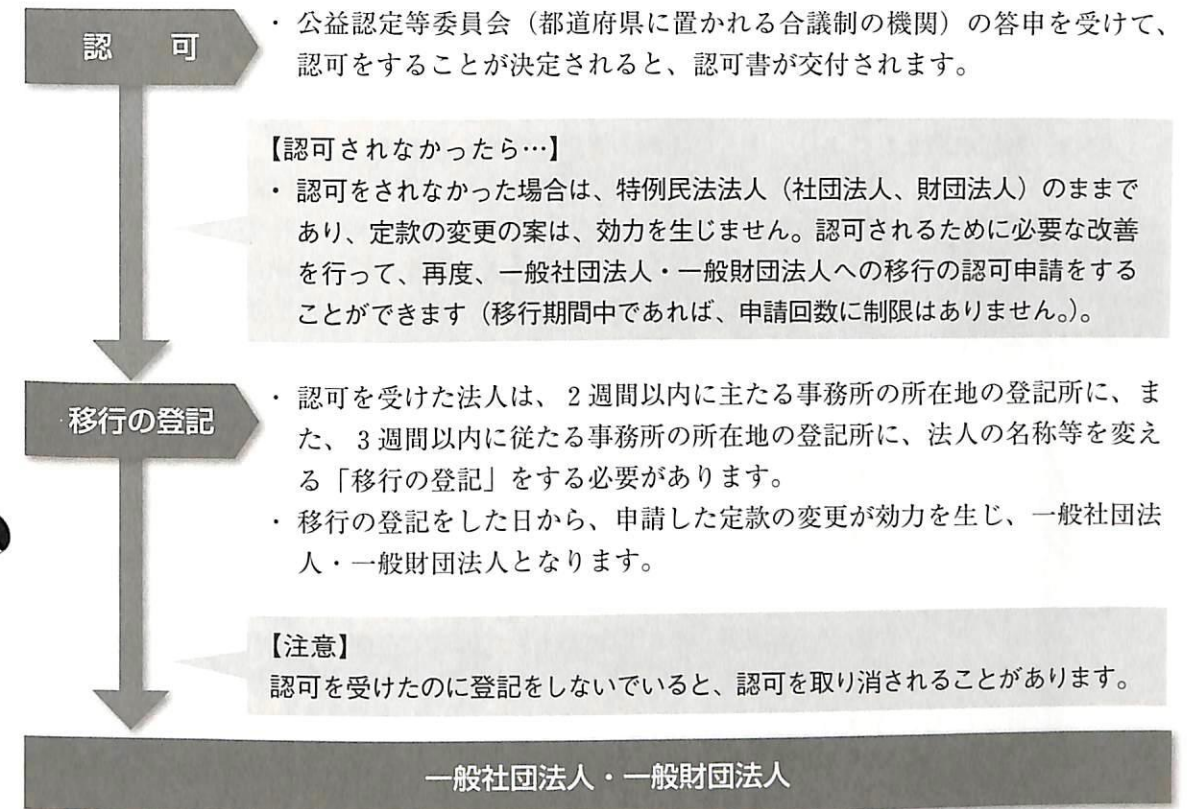 認 可
・ 公益認定等委員会（都道府県に置かれる合議制の機関）の答申を受けて、
認可をすることが決定されると、認可書が交付されます。
【認可されなかったら…】
・ 認可をされなかった場合は、特例民法法人（社団法人、財団法人）のままで
あり、定款の変更の案は、効力を生じません。認可されるために必要な改善
を行って、再度、一般社団法人・一般財団法人への移行の認可申請をする
ことができます（移行期間中であれば、申請回数に制限はありません。）。
移行の登記
・ 認可を受けた法人は、2週間以内に主たる事務所の所在地の登記所に、ま
た、3週間以内に従たる事務所の所在地の登記所に、法人の名称等を変え
る「移行の登記」をする必要があります。
・ 移行の登記をした日から、申請した定款の変更が効力を生じ、一般社団法
人・一般財団法人となります。
【注意】
認可を受けたのに登記をしないでいると、認可を取り消されることがあります。
一般社団法人・一般財団法人